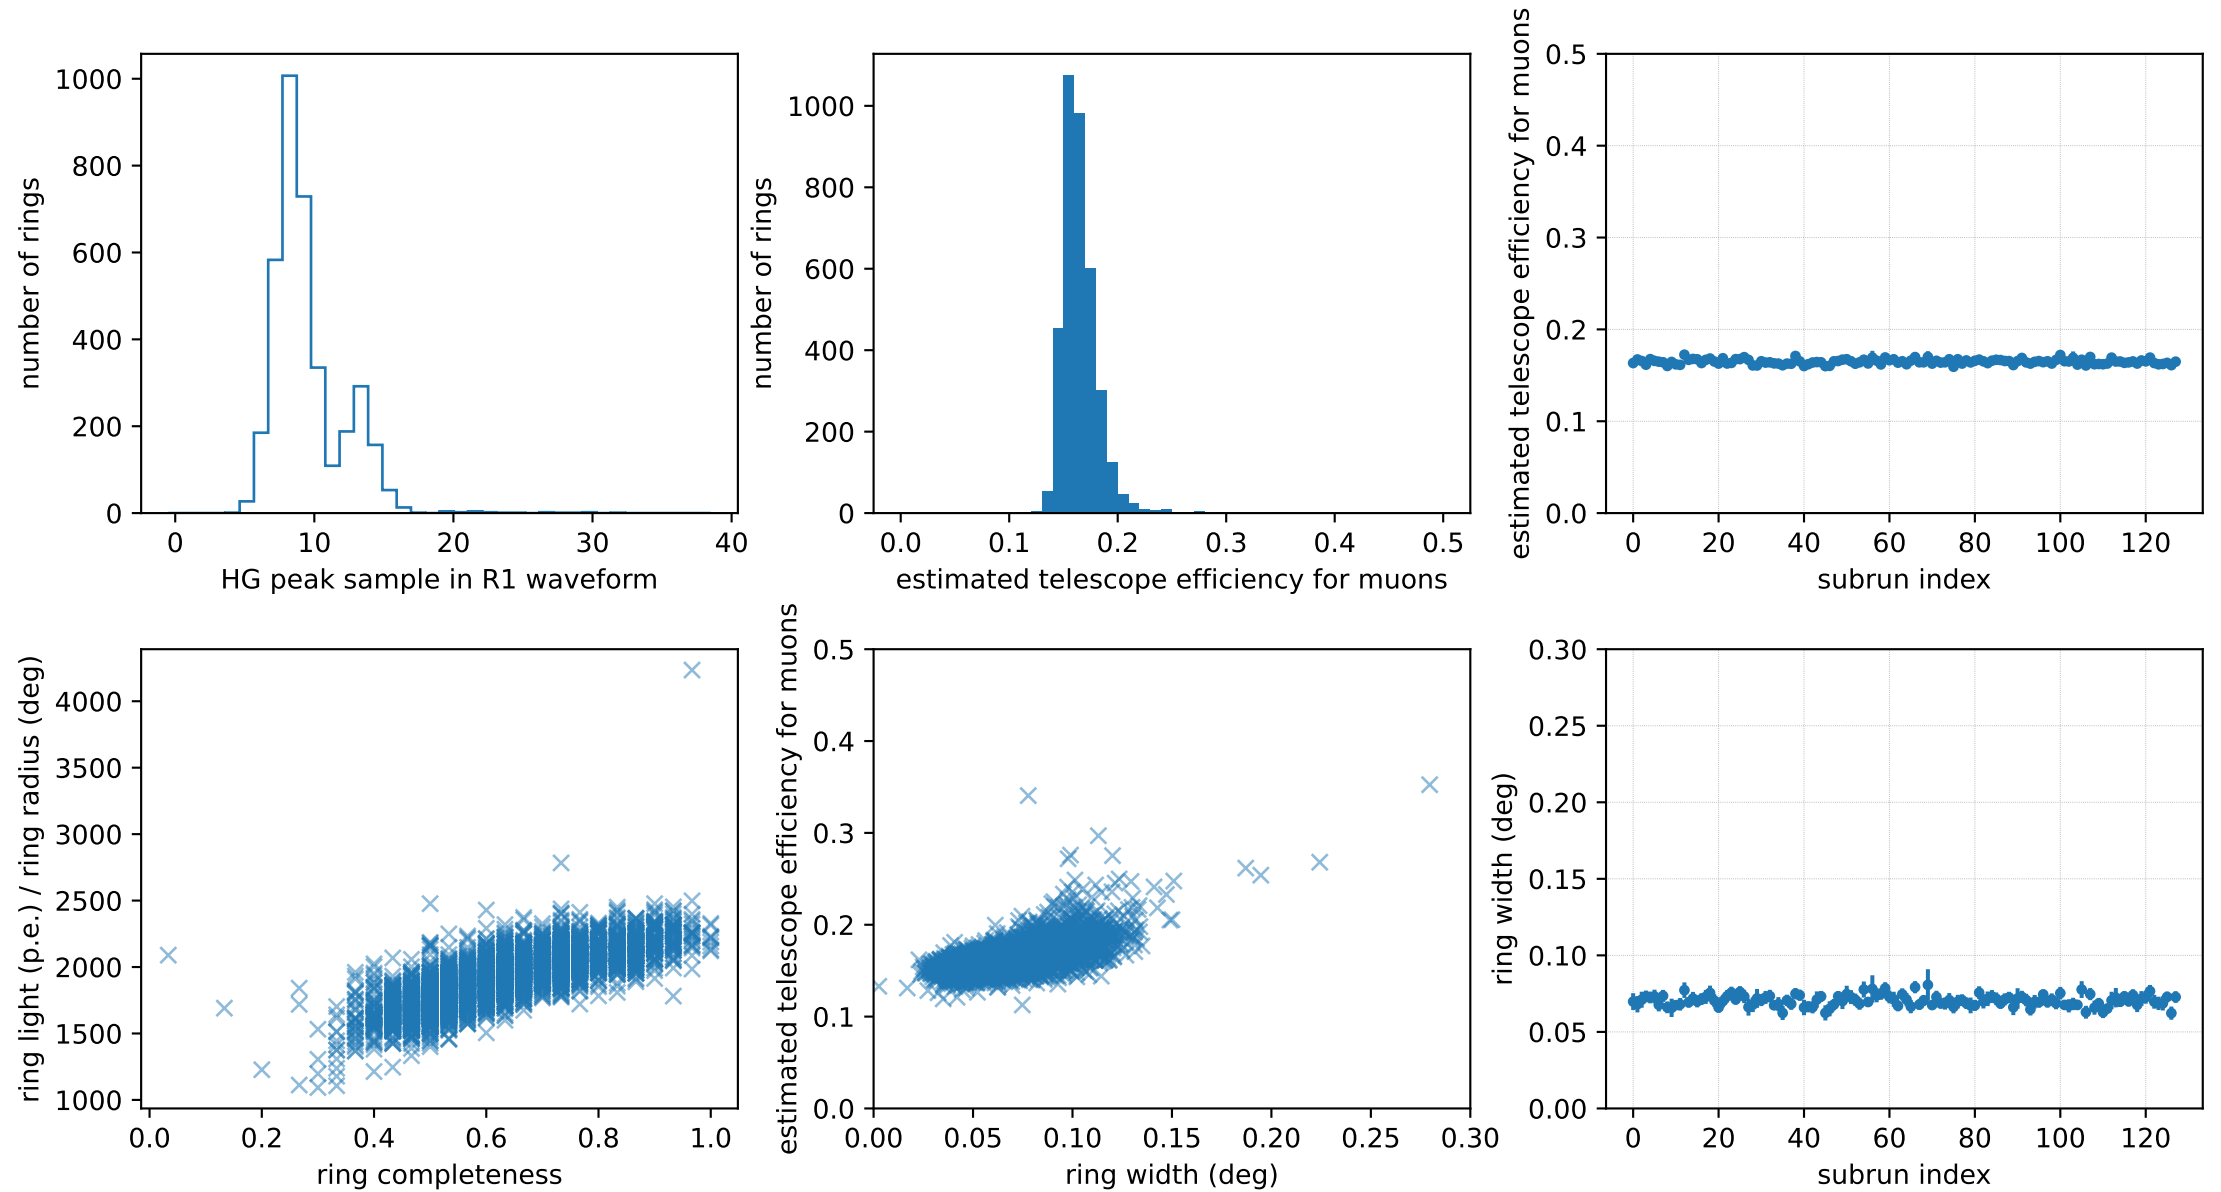 number of rings
1000
800
600
400
200
0
0 10 20 30 40
HG peak sample in R1 waveform
number of rings
1000
800
600
400
200
0
0.0 0.1 0.2 0.3 0.4 0.5
estimated telescope efficiency for muons
estimated telescope efficiency for muons
0.5
0.4
0.3
0.2
0.1
0.0
0 20 40 60 80 100 120
subrun index
ring light (p.e.) / ring radius (deg)
4000
3500
3000
2500
2000
1500
1000
0.0 0.2 0.4 0.6 0.8 1.0
ring completeness
estimated telescope efficiency for muons
0.5
0.4
0.3
0.2
0.1
0.0
0.00 0.05 0.10 0.15 0.20 0.25 0.30
ring width (deg)
ring width (deg)
0.30
0.25
0.20
0.15
0.10
0.05
0.00
0 20 40 60 80 100 120
subrun index